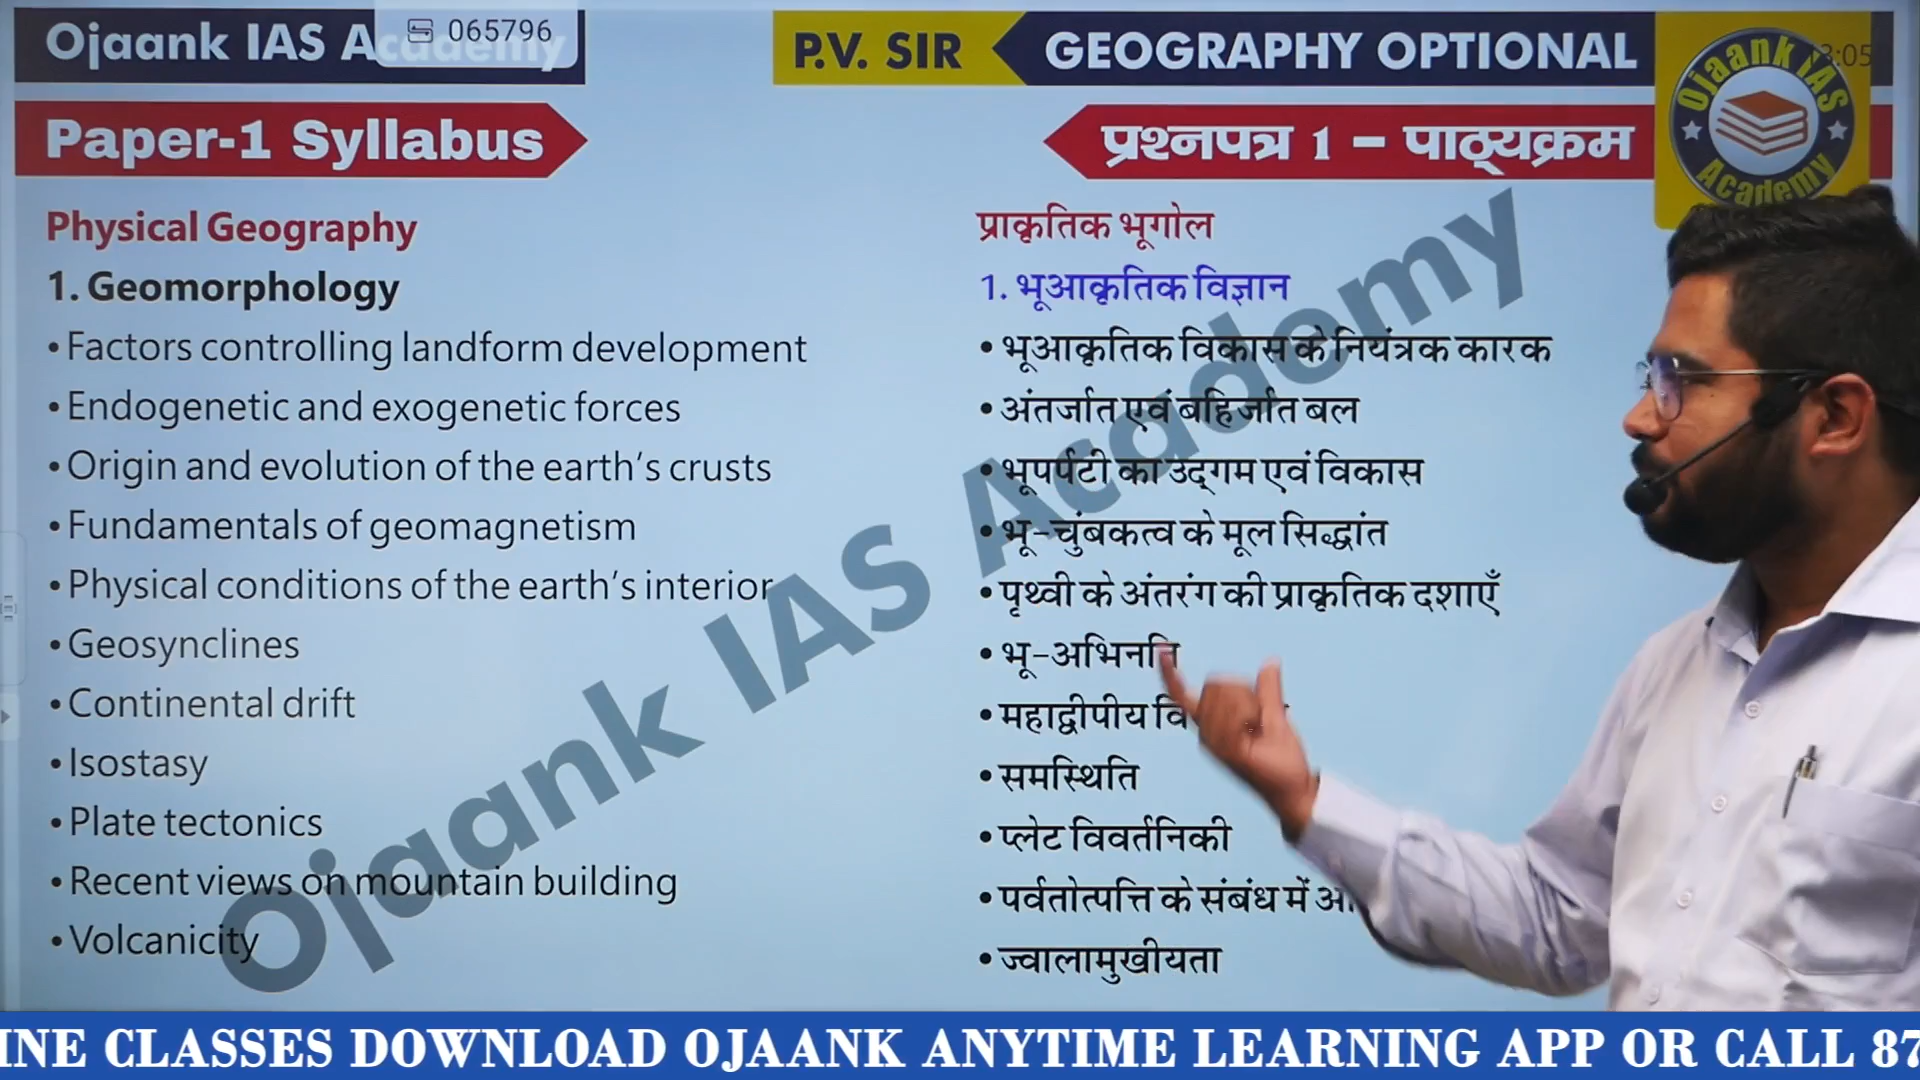 Ojaank IAS Academy
065796
P.V. SIR
GEOGRAPHY OPTIONAL
Ojaank IAS
Academy
Paper-1 Syllabus
प्रश्नपत्र 1 – पाठ्यक्रम
Physical Geography
1. Geomorphology
• Factors controlling landform development
• Endogenetic and exogenetic forces
• Origin and evolution of the earth’s crusts
• Fundamentals of geomagnetism
• Physical conditions of the earth’s interior
• Geosynclines
• Continental drift
• Isostasy
• Plate tectonics
• Recent views on mountain building
• Volcanicity
प्राकृतिक भूगोल
1. भूआकृतिक विज्ञान
• भूआकृतिक विकास के नियंत्रक कारक
• अंतर्जात एवं बहिर्जात बल
• भूपर्पटी का उद्‌गम एवं विकास
• भू-चुंबकत्व के मूल सिद्धांत
• पृथ्वी के अंतरंग की प्राकृतिक दशाएँ
• भू-अभिनति
• महाद्वीपीय
• समस्थिति
• प्लेट विवर्तनिकी
• पर्वतोत्पत्ति के संबंध में
• ज्वालामुखीयता
Ojaank IAS Academy
INE CLASSES DOWNLOAD OJAANK ANYTIME LEARNING APP OR CALL 87